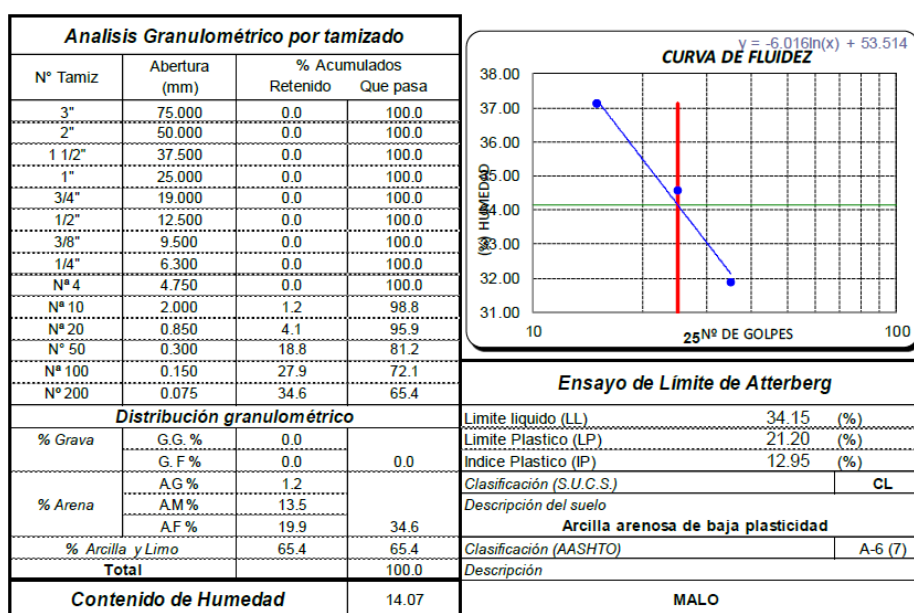 Analisis Granulométrico por tamizado
N° Tamiz Abertura (mm) % Acumulados
Retenido Que pasa
3" 75.000 0.0 100.0
2" 50.000 0.0 100.0
1 1/2" 37.500 0.0 100.0
1" 25.000 0.0 100.0
3/4" 19.000 0.0 100.0
1/2" 12.500 0.0 100.0
3/8" 9.500 0.0 100.0
1/4" 6.300 0.0 100.0
Nª 4 4.750 0.0 100.0
Nª 10 2.000 1.2 98.8
Nª 20 0.850 4.1 95.9
N° 50 0.300 18.8 81.2
Nª 100 0.150 27.9 72.1
Nº 200 0.075 34.6 65.4
Distribución granulométrico
% Grava G.G. % 0.0
G. F % 0.0 0.0
A.G % 1.2
% Arena A.M % 13.5
A.F % 19.9 34.6
% Arcilla y Limo 65.4 65.4
Total 100.0
Contenido de Humedad 14.07
y = -6.016ln(x) + 53.514
CURVA DE FLUIDEZ
38.00
37.00
36.00
35.00
34.00
33.00
32.00
31.00
(%) HUMEDAD
10 25 Nº DE GOLPES 100
Ensayo de Límite de Atterberg
Limite liquido (LL) 34.15 (%)
Limite Plastico (LP) 21.20 (%)
Indice Plastico (IP) 12.95 (%)
Clasificación (S.U.C.S.) CL
Descripción del suelo
Arcilla arenosa de baja plasticidad
Clasificación (AASHTO) A-6 (7)
Descripción
MALO